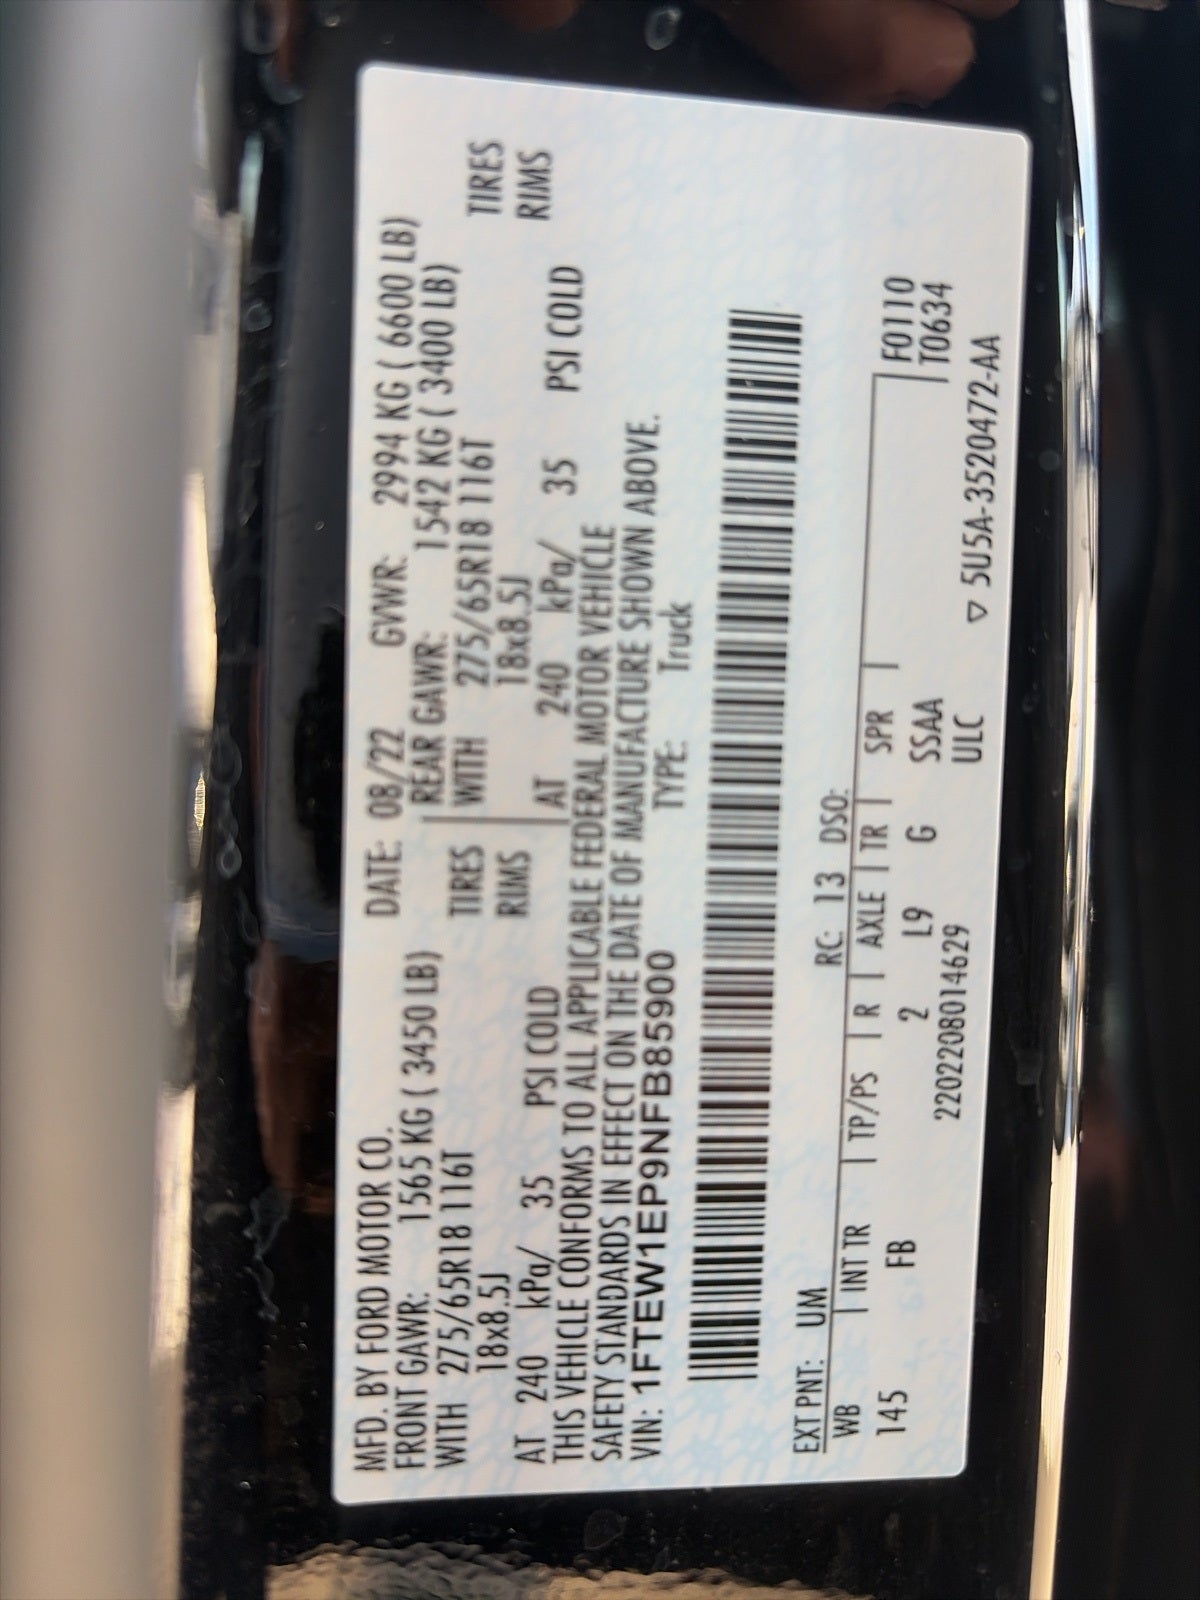 MFD. BY FORD MOTOR CO. DATE: 08/22 GVWR: 2994 KG ( 6600 LB)
FRONT GAWR: 1565 KG ( 3450 LB) REAR GAWR: 1542 KG ( 3400 LB)
WITH 275/65R18 116T TIRES WITH 275/65R18 116T TIRES
18x8.5J RIMS 18x8.5J RIMS
AT 240 kPa/ 35 PSI COLD AT 240 kPa/ 35 PSI COLD
THIS VEHICLE CONFORMS TO ALL APPLICABLE FEDERAL MOTOR VEHICLE
SAFETY STANDARDS IN EFFECT ON THE DATE OF MANUFACTURE SHOWN ABOVE.
VIN: 1FTEW1EP9NFB85900 TYPE: Truck
EXT PNT: UM RC: 13 DSO:
WB | INT TR | TP/PS | R | AXLE | TR | SPR | F0110
145 FB 2 L9 G SSAA T0634
2202208014629 ULC
▽ 5U5A-3520472-AA